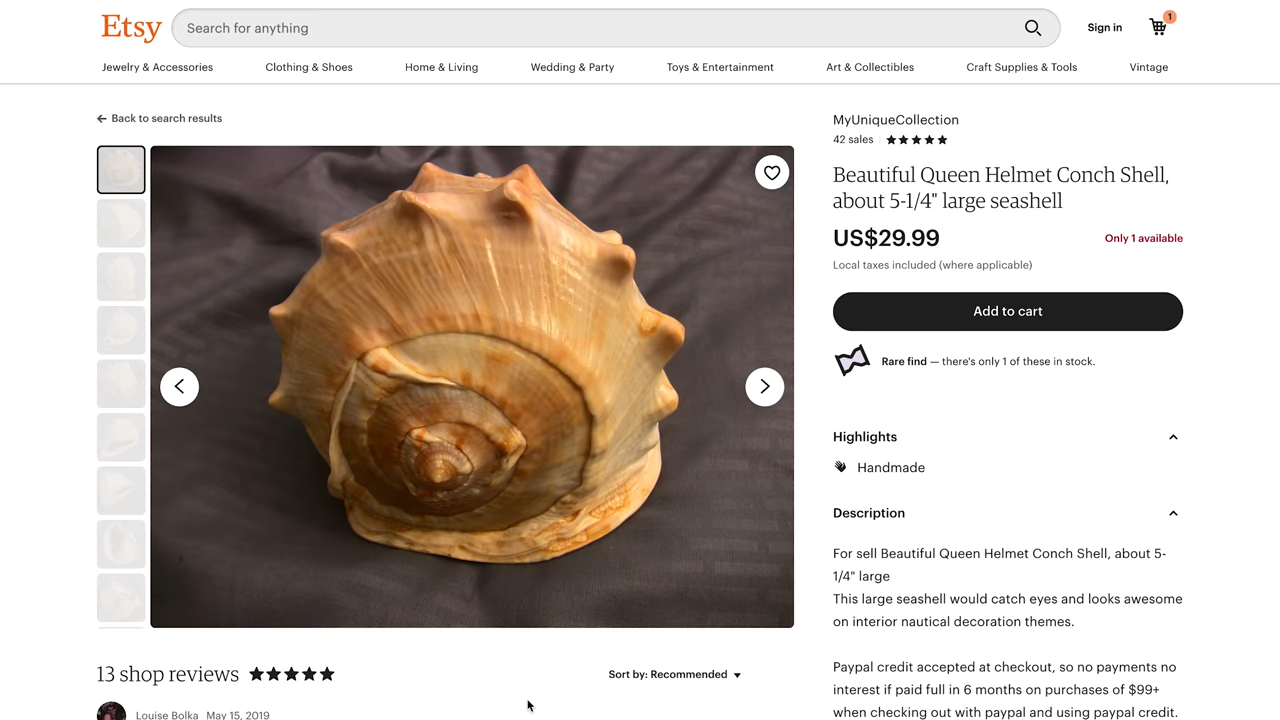 Etsy
Search for anything
Sign in
1
Jewelry & Accessories
Clothing & Shoes
Home & Living
Wedding & Party
Toys & Entertainment
Art & Collectibles
Craft Supplies & Tools
Vintage
Back to search results
MyUniqueCollection
42 sales
Beautiful Queen Helmet Conch Shell,
about 5-1/4" large seashell
US$29.99
Only 1 available
Local taxes included (where applicable)
Add to cart
Rare find — there's only 1 of these in stock.
Highlights
Handmade
Description
For sell Beautiful Queen Helmet Conch Shell, about 5-
1/4" large
This large seashell would catch eyes and looks awesome
on interior nautical decoration themes.
Paypal credit accepted at checkout, so no payments no
interest if paid full in 6 months on purchases of $99+
when checking out with paypal and using paypal credit.
13 shop reviews
Sort by: Recommended
Louise Bolka May 15, 2019